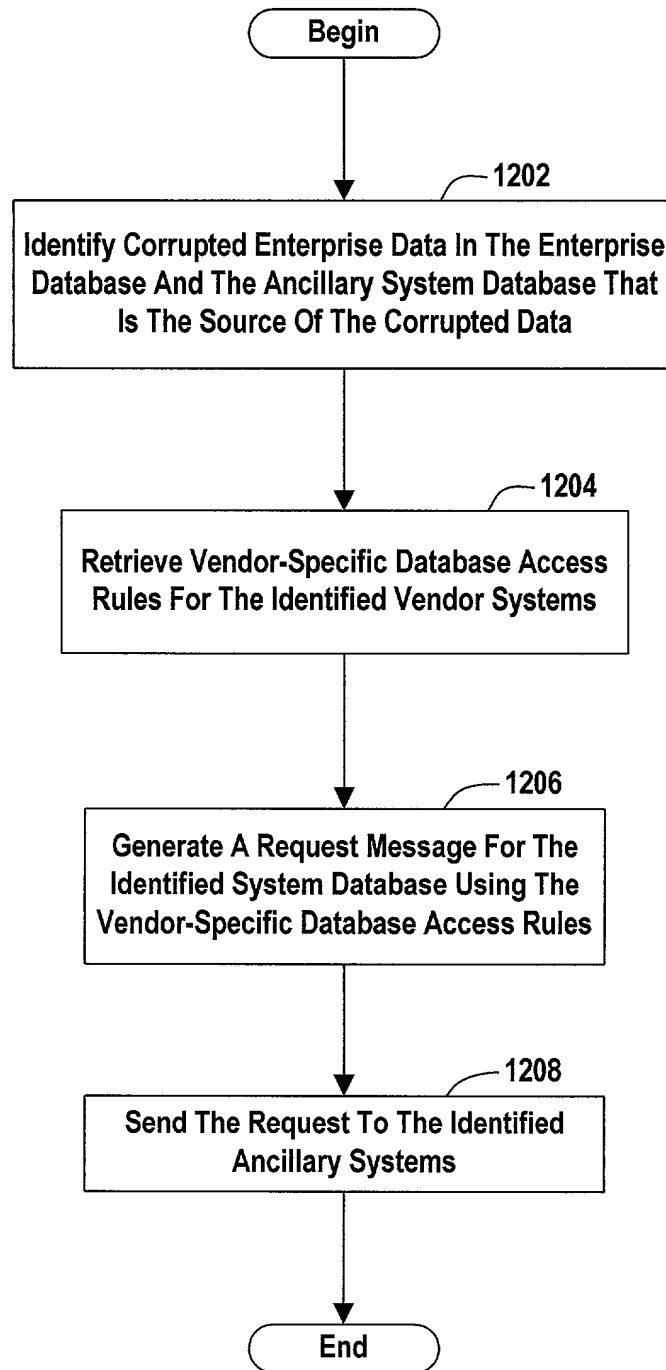 Begin
1202
Identify Corrupted Enterprise Data In The Enterprise
Database And The Ancillary System Database That
Is The Source Of The Corrupted Data
1204
Retrieve Vendor-Specific Database Access
Rules For The Identified Vendor Systems
1206
Generate A Request Message For The
Identified System Database Using The
Vendor-Specific Database Access Rules
1208
Send The Request To The Identified
Ancillary Systems
End